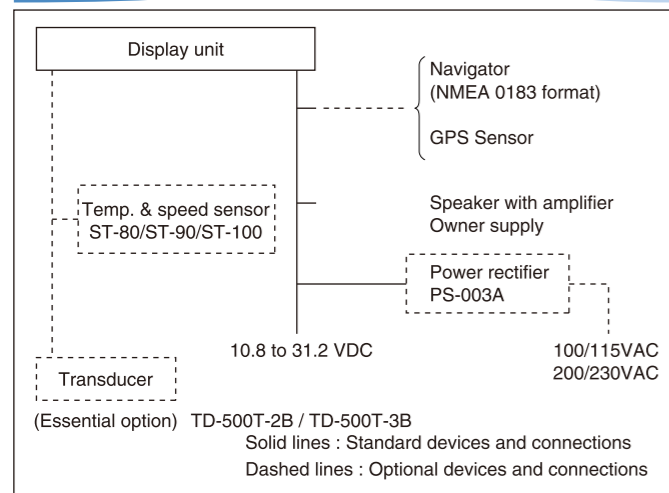 Display unit
Navigator
(NMEA 0183 format)
GPS Sensor
Temp. & speed sensor
ST-80/ST-90/ST-100
Speaker with amplifier
Owner supply
Power rectifier
PS-003A
10.8 to 31.2 VDC
100/115VAC
200/230VAC
Transducer
(Essential option) TD-500T-2B / TD-500T-3B
Solid lines : Standard devices and connections
Dashed lines : Optional devices and connections